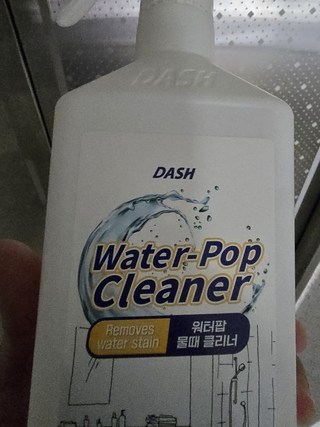 DASH
DASH
Water-Pop
Cleaner
Removes
water stain
워터팝
물때 클리너